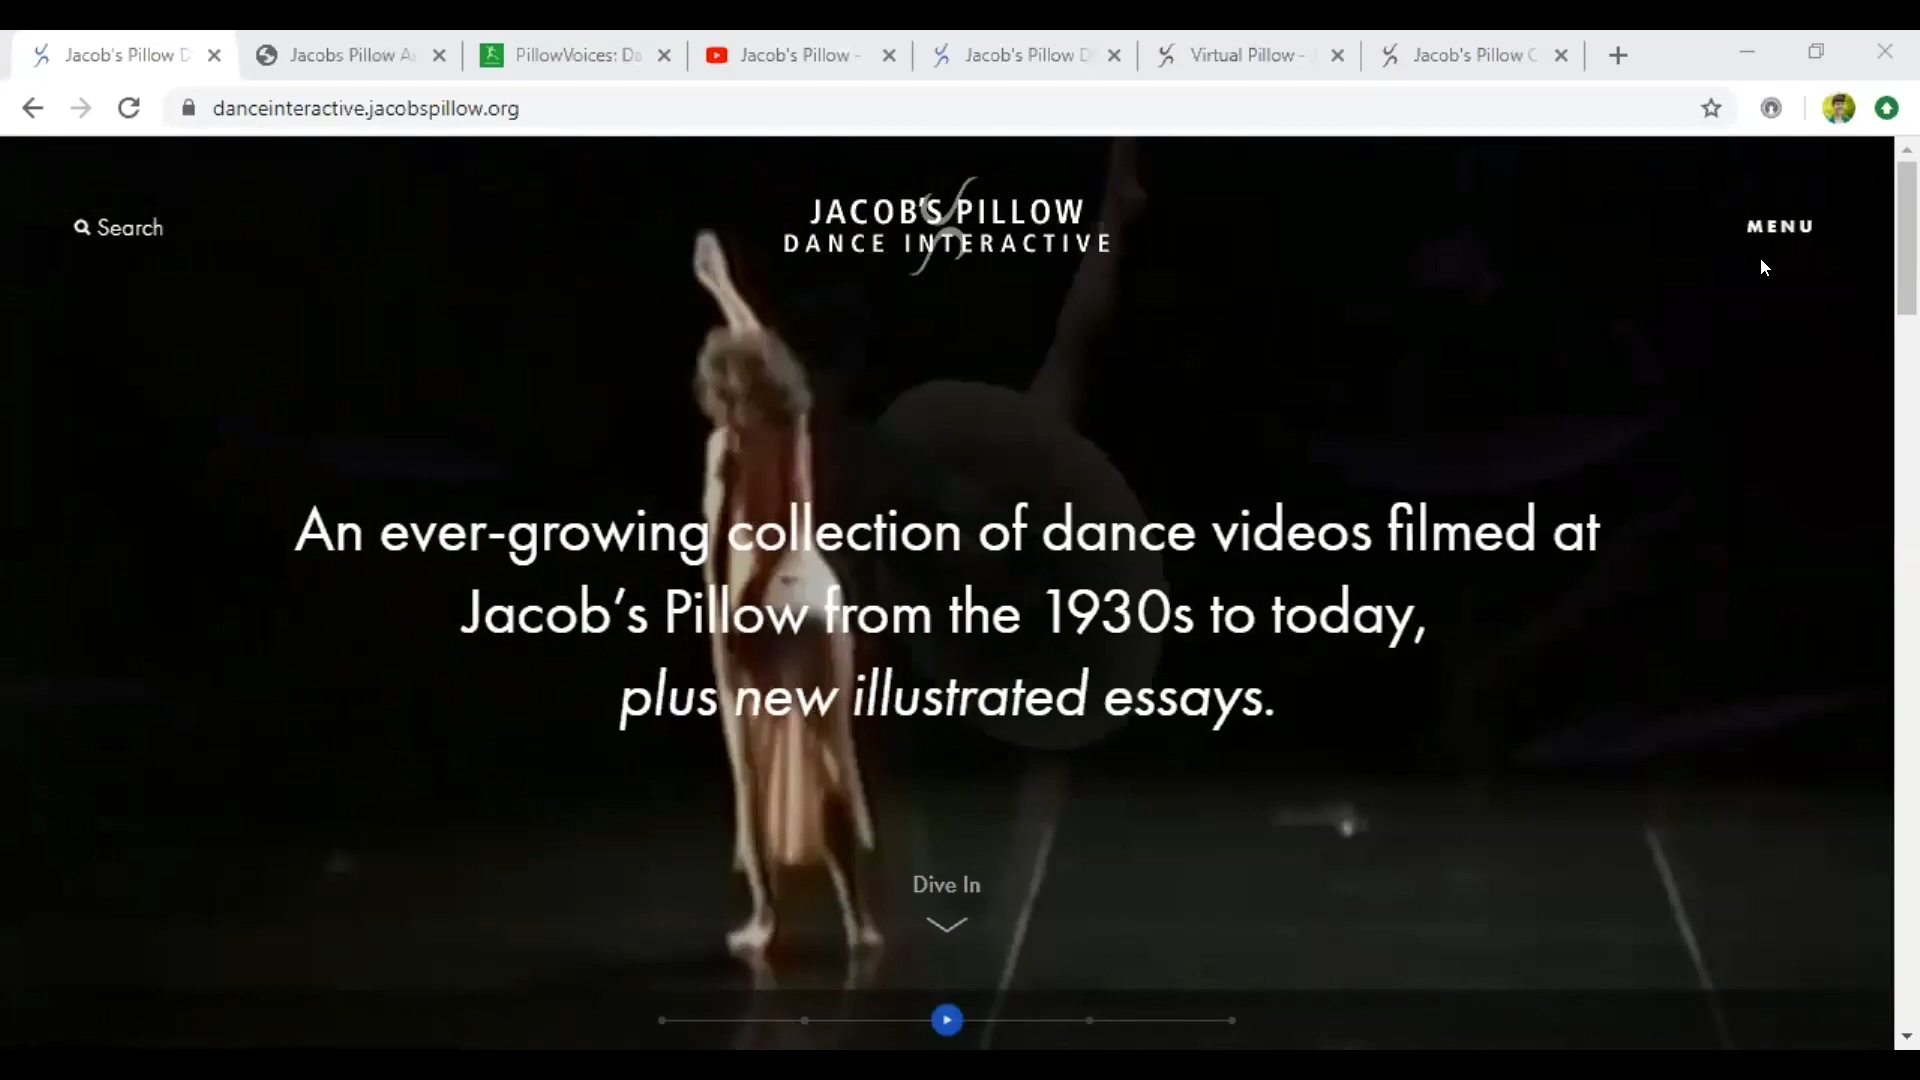 Jacob's Pillow D
Jacobs Pillow A
PillowVoices: Da
Jacob's Pillow -
Jacob's Pillow D
Virtual Pillow -
Jacob's Pillow C
danceinteractive.jacobspillow.org
Search
JACOB'S PILLOW
DANCE INTERACTIVE
MENU
An ever-growing collection of dance videos filmed at
Jacob’s Pillow from the 1930s to today,
plus new illustrated essays.
Dive In